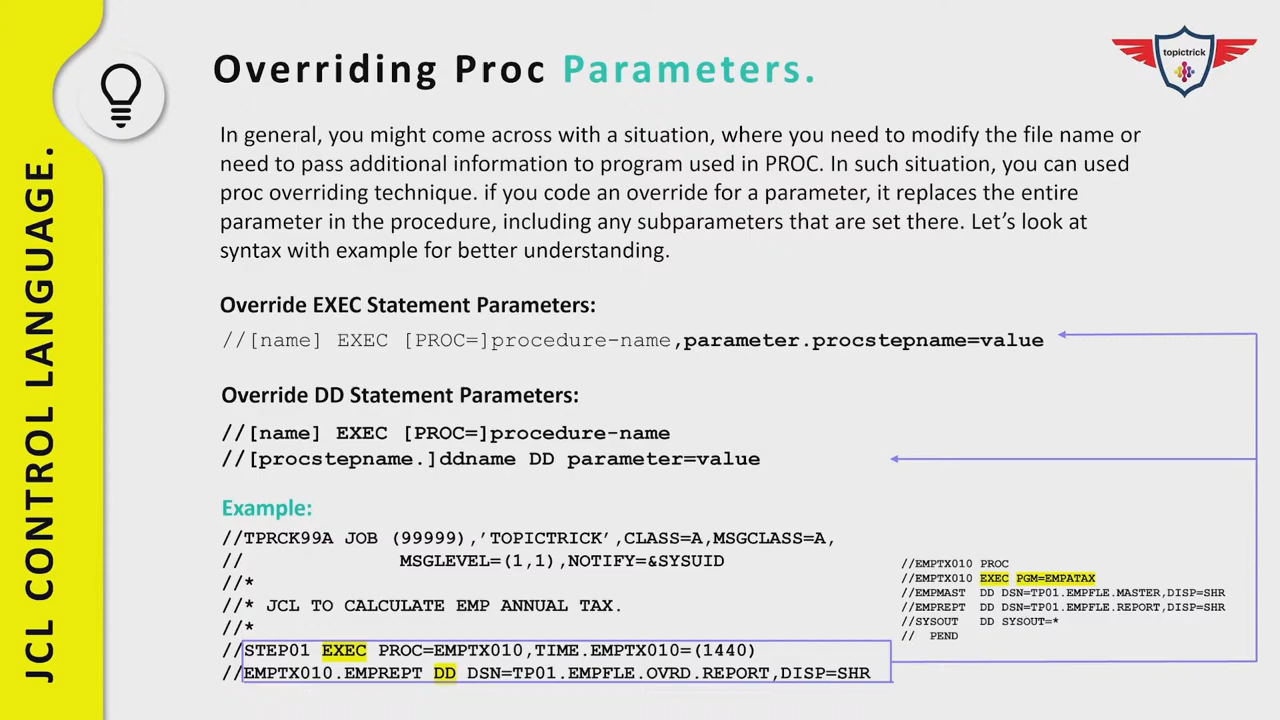 JCL CONTROL LANGUAGE.
Overriding Proc Parameters.
topictrick
In general, you might come across with a situation, where you need to modify the file name or
need to pass additional information to program used in PROC. In such situation, you can used
proc overriding technique. if you code an override for a parameter, it replaces the entire
parameter in the procedure, including any subparameters that are set there. Let's look at
syntax with example for better understanding.
Override EXEC Statement Parameters:
//[name] EXEC [PROC=]procedure-name,parameter.procstepname=value
Override DD Statement Parameters:
//[name] EXEC [PROC=]procedure-name
//[procstepname.]ddname DD parameter=value
Example:
//TPRCK99A JOB (99999),'TOPICTRICK',CLASS=A,MSGCLASS=A,
// MSGLEVEL=(1,1),NOTIFY=&SYSUID
//*
//* JCL TO CALCULATE EMP ANNUAL TAX.
//*
//STEP01 EXEC PROC=EMPTX010,TIME.EMPTX010=(1440)
//EMPTX010.EMPREPT DD DSN=TP01.EMPFLE.OVRD.REPORT,DISP=SHR
//EMPTX010 PROC
//EMPTX010 EXEC PGM=EMPATAX
//EMPMAST DD DSN=TP01.EMPFLE.MASTER,DISP=SHR
//EMPREPT DD DSN=TP01.EMPFLE.REPORT,DISP=SHR
//SYSOUT DD SYSOUT=*
// PEND